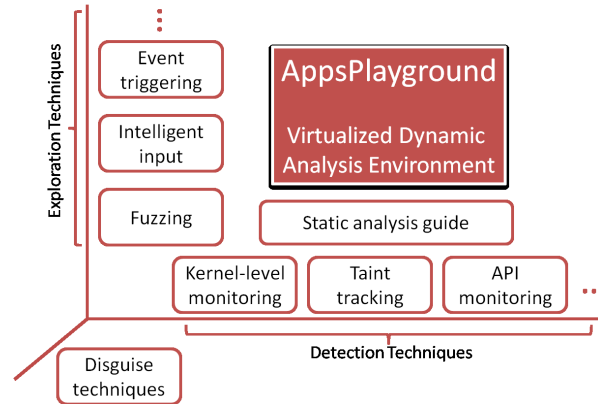 Exploration Techniques
Event
triggering
Intelligent
input
Fuzzing
AppsPlayground
Virtualized Dynamic
Analysis Environment
Static analysis guide
Kernel-level
monitoring
Taint
tracking
API
monitoring
Detection Techniques
Disguise
techniques